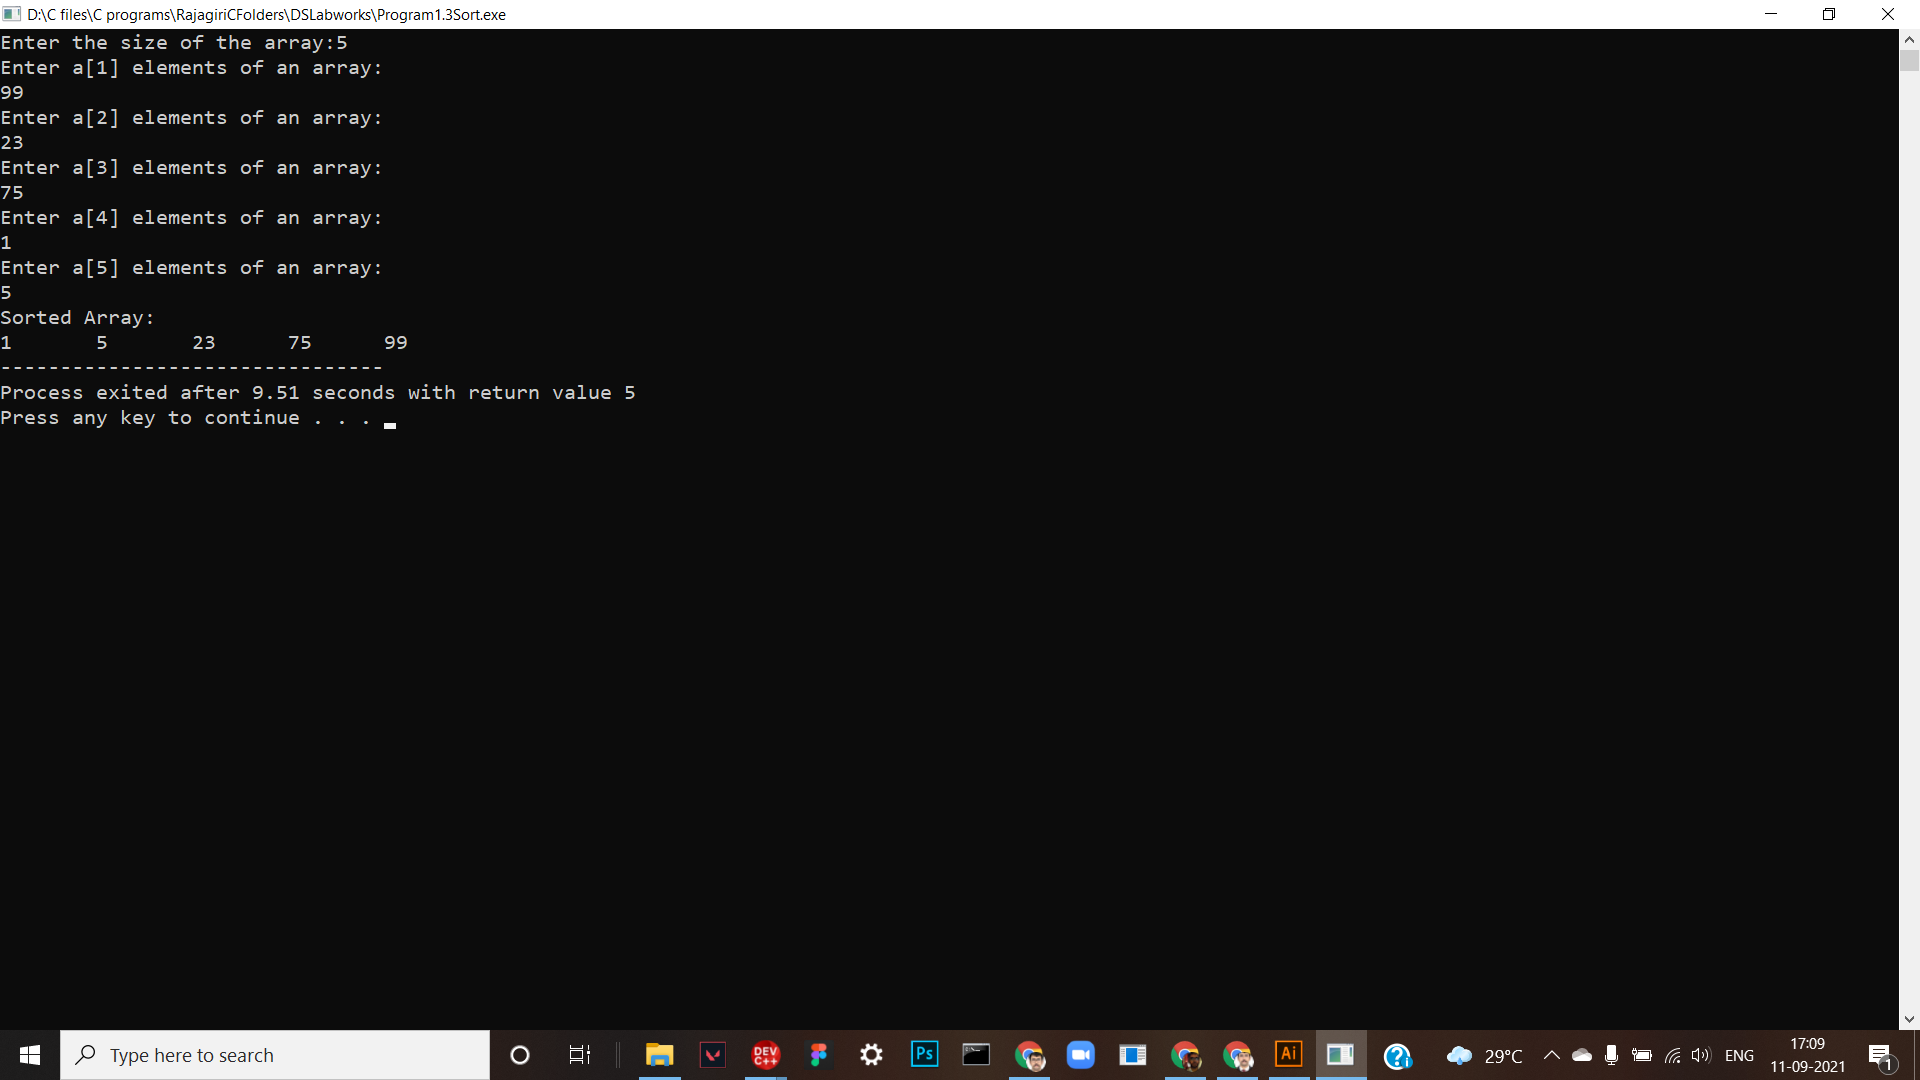 D:\C files\C programs\RajagiriCFolders\DSLabworks\Program1.3Sort.exe
Enter the size of the array:5
Enter a[1] elements of an array:
99
Enter a[2] elements of an array:
23
Enter a[3] elements of an array:
75
Enter a[4] elements of an array:
1
Enter a[5] elements of an array:
5
Sorted Array:
1 5 23 75 99
--------------------------------
Process exited after 9.51 seconds with return value 5
Press any key to continue . . .
Type here to search
DEV C++
Ps
Ai
29°C
ENG
17:09
11-09-2021
1